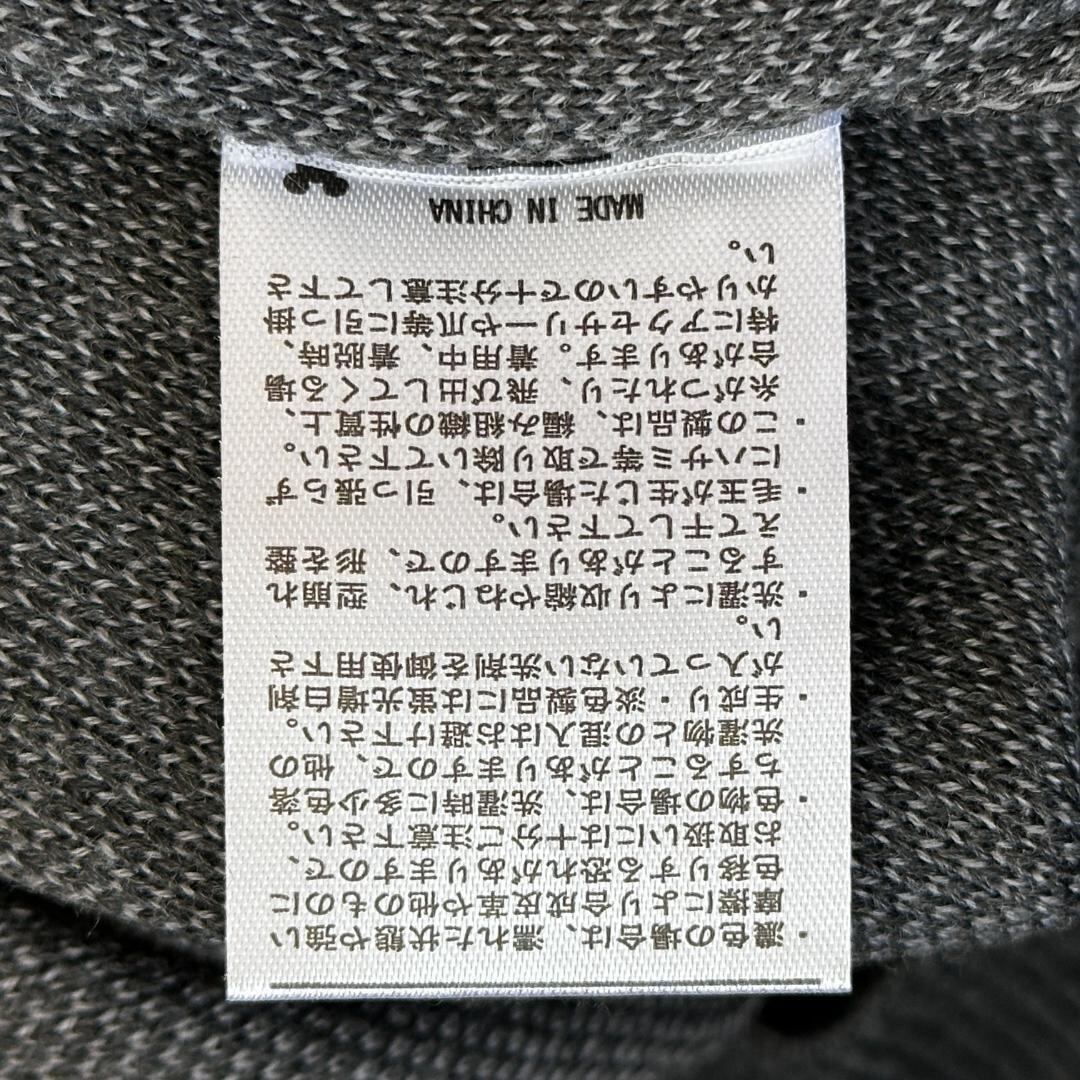 ・濃色の場合は、濡れた状態や強い
摩擦により合成皮革や他のものに
色移りする恐れがありますので、
お取扱いには十分ご注意下さい。
・色物の場合は、洗濯時に多少色落
ちすることがありますので、他の
洗濯物との混入はお避け下さい。
・生成り・淡色製品には蛍光増白剤
が入っていない洗剤を御使用下さ
い。
・洗濯により収縮やねじれ、型崩れ
することがありますので、形を整
えて干して下さい。
・毛玉が生じた場合は、引っ張らず
にハサミ等で取り除いて下さい。
・この製品は、編み組織の性質上、
糸がつれたり、飛び出してくる場
合があります。着用中、着脱時、
特にアクセサリーや爪等に引っ掛
かりやすいので十分注意して下さ
い。
MADE IN CHINA